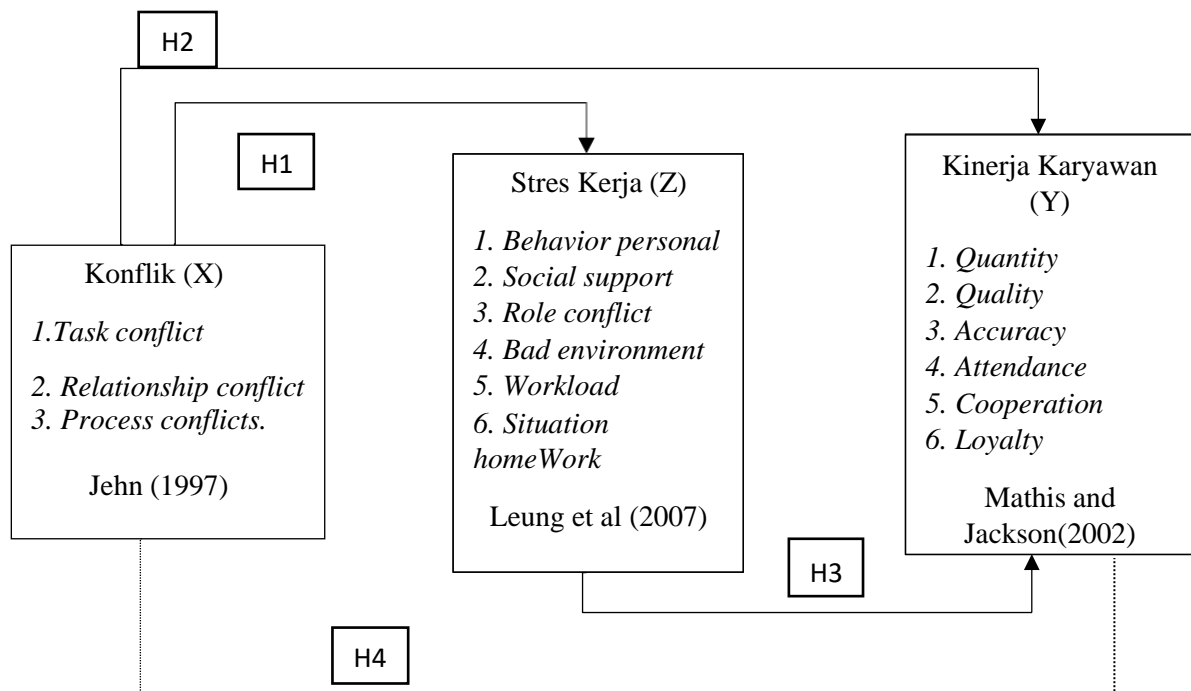 H2
H1
Konflik (X)
1.Task conflict
2. Relationship conflict
3. Process conflicts.
Jehn (1997)
Stres Kerja (Z)
1. Behavior personal
2. Social support
3. Role conflict
4. Bad environment
5. Workload
6. Situation
homeWork
Leung et al (2007)
Kinerja Karyawan
(Y)
1. Quantity
2. Quality
3. Accuracy
4. Attendance
5. Cooperation
6. Loyalty
Mathis and
Jackson(2002)
H3
H4